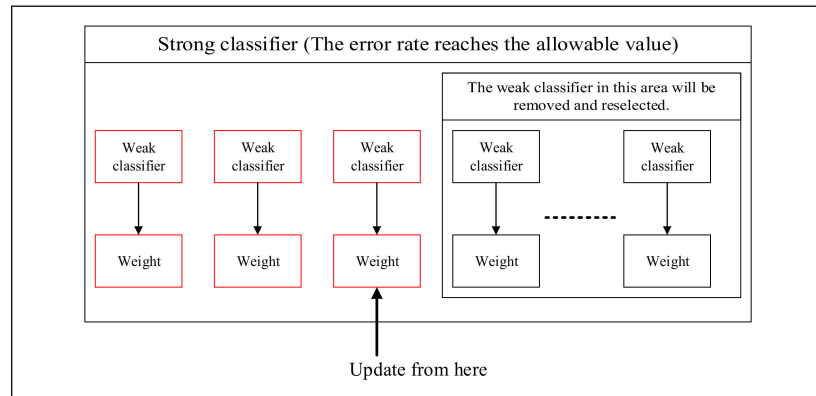 Strong classifier (The error rate reaches the allowable value)
The weak classifier in this area will be
removed and reselected.
Weak
classifier
Weak
classifier
Weak
classifier
Weak
classifier
Weak
classifier
Weight
Weight
Weight
Weight
Weight
Update from here